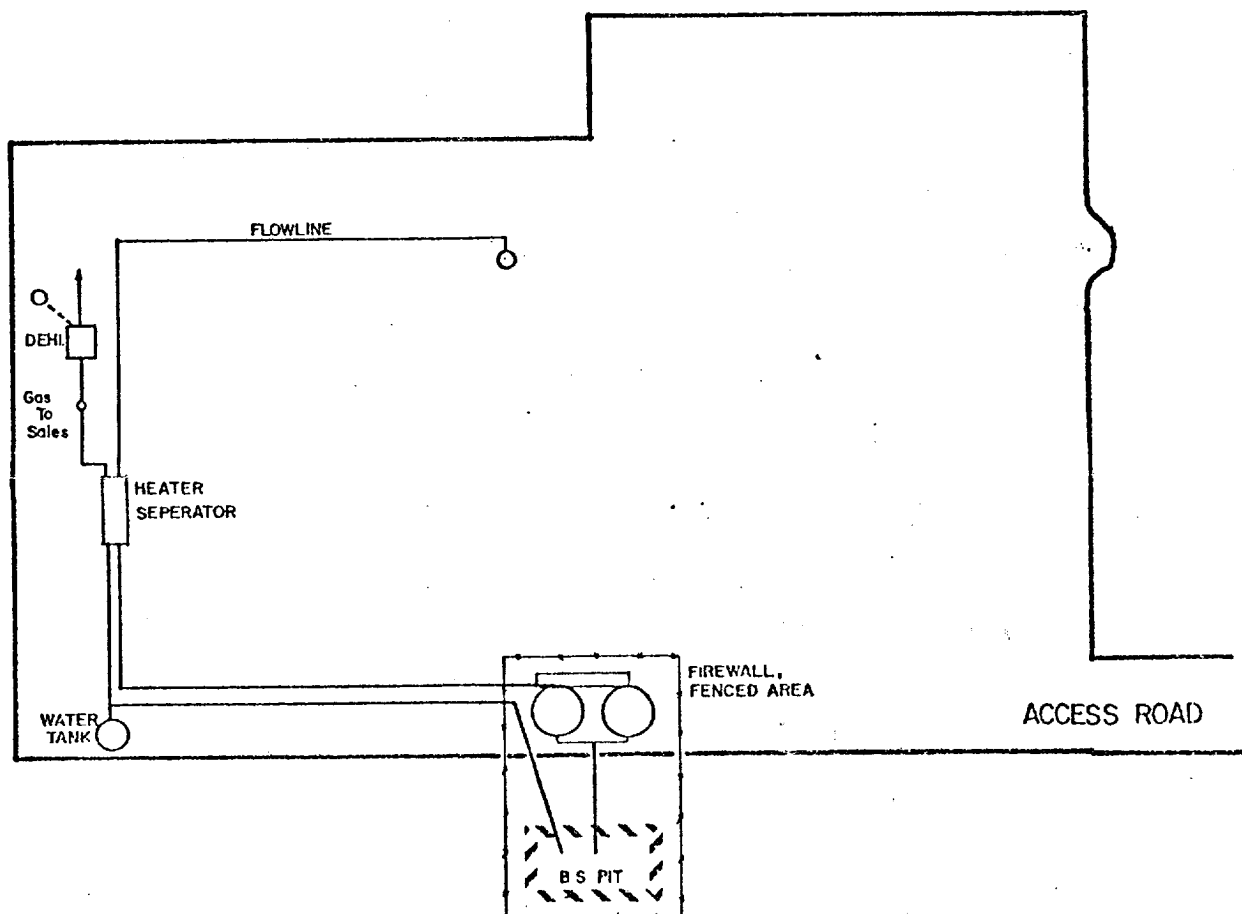 FLOWLINE
DEHI.
Gas
To
Sales
HEATER
SEPERATOR
FIREWALL,
FENCED AREA
WATER
TANK
ACCESS ROAD
B S PIT